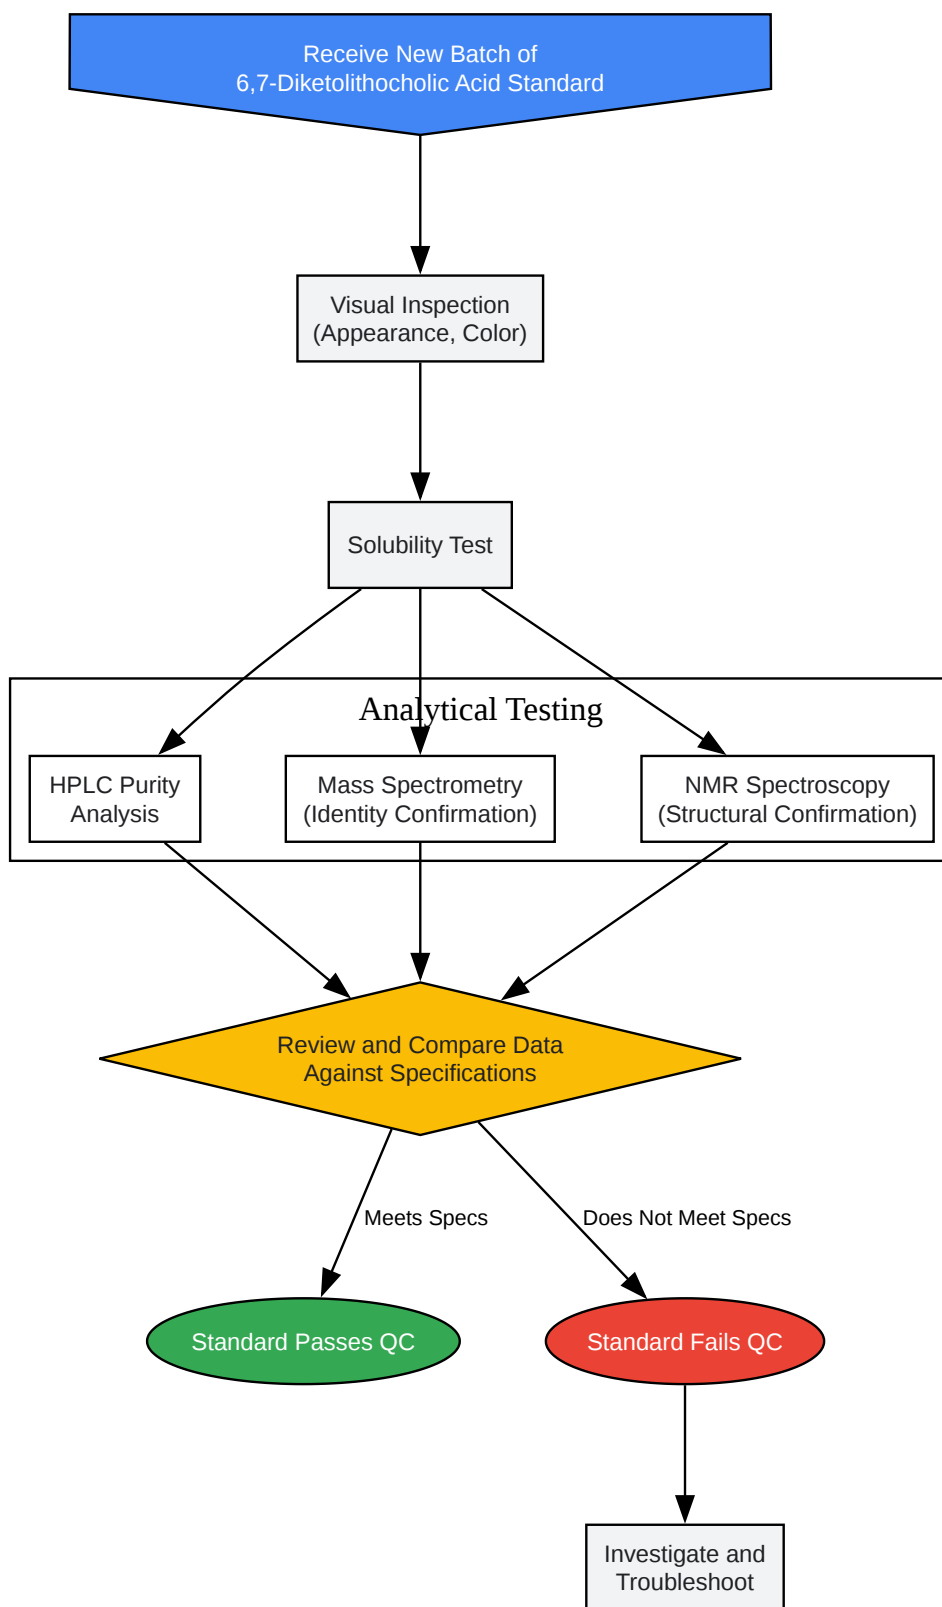 Receive New Batch of
6,7-Diketolithocholic Acid Standard
Visual Inspection
(Appearance, Color)
Solubility Test
Analytical Testing
HPLC Purity
Analysis
Mass Spectrometry
(Identity Confirmation)
NMR Spectroscopy
(Structural Confirmation)
Review and Compare Data
Against Specifications
Meets Specs
Does Not Meet Specs
Standard Passes QC
Standard Fails QC
Investigate and
Troubleshoot